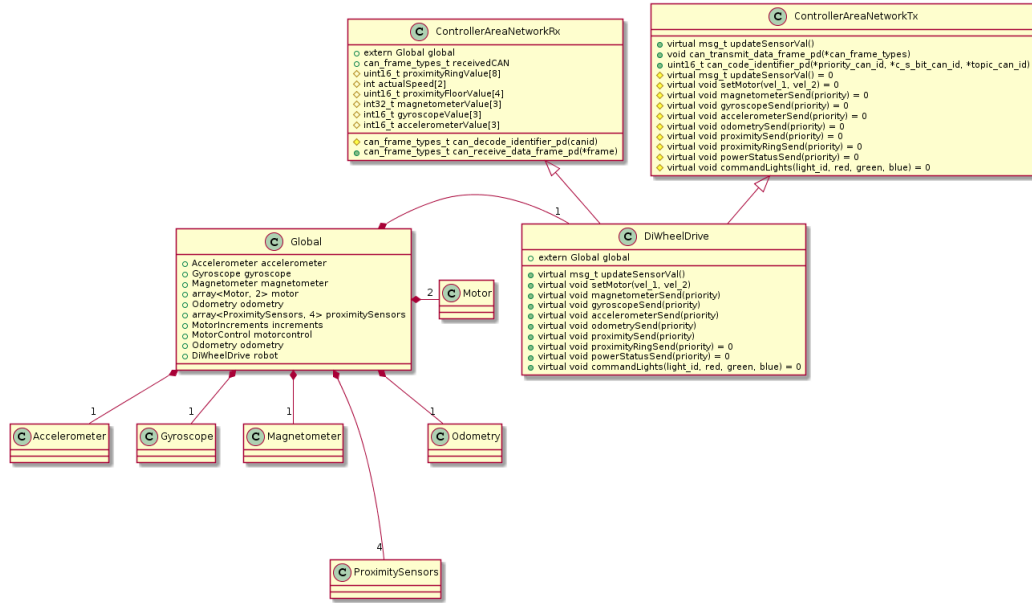 C ControllerAreaNetworkRx
extern Global global
can_frame_types_t receivedCAN
uint16_t proximityRingValue[8]
int actualSpeed[2]
uint16_t proximityFloorValue[4]
int32_t magnetometerValue[3]
int16_t gyroscopeValue[3]
int16_t accelerometerValue[3]
can_frame_types_t can_decode_identifier_pd(canid)
can_frame_types_t can_receive_data_frame_pd(*frame)
C ControllerAreaNetworkTx
virtual msg_t updateSensorVal()
void can_transmit_data_frame_pd(*can_frame_types)
uint16_t can_code_identifier_pd(*priority_can_id, *c_s_bit_can_id, *topic_can_id)
virtual msg_t updateSensorVal() = 0
virtual void setMotor(vel_1, vel_2) = 0
virtual void magnetometerSend(priority) = 0
virtual void gyroscopeSend(priority) = 0
virtual void accelerometerSend(priority) = 0
virtual void odometrySend(priority) = 0
virtual void proximitySend(priority) = 0
virtual void proximityRingSend(priority) = 0
virtual void powerStatusSend(priority) = 0
virtual void commandLights(light_id, red, green, blue) = 0
1
C Global
Accelerometer accelerometer
Gyroscope gyroscope
Magnetometer magnetometer
array<Motor, 2> motor
Odometry odometry
array<ProximitySensors, 4> proximitySensors
MotorIncrements increments
MotorControl motorcontrol
Odometry odometry
DiWheelDrive robot
2
C Motor
C DiWheelDrive
extern Global global
virtual msg_t updateSensorVal()
virtual void setMotor(vel_1, vel_2)
virtual void magnetometerSend(priority)
virtual void gyroscopeSend(priority)
virtual void accelerometerSend(priority)
virtual void odometrySend(priority)
virtual void proximitySend(priority)
virtual void proximityRingSend(priority) = 0
virtual void powerStatusSend(priority) = 0
virtual void commandLights(light_id, red, green, blue) = 0
1
1
1
1
C Accelerometer
C Gyroscope
C Magnetometer
C Odometry
4
C ProximitySensors